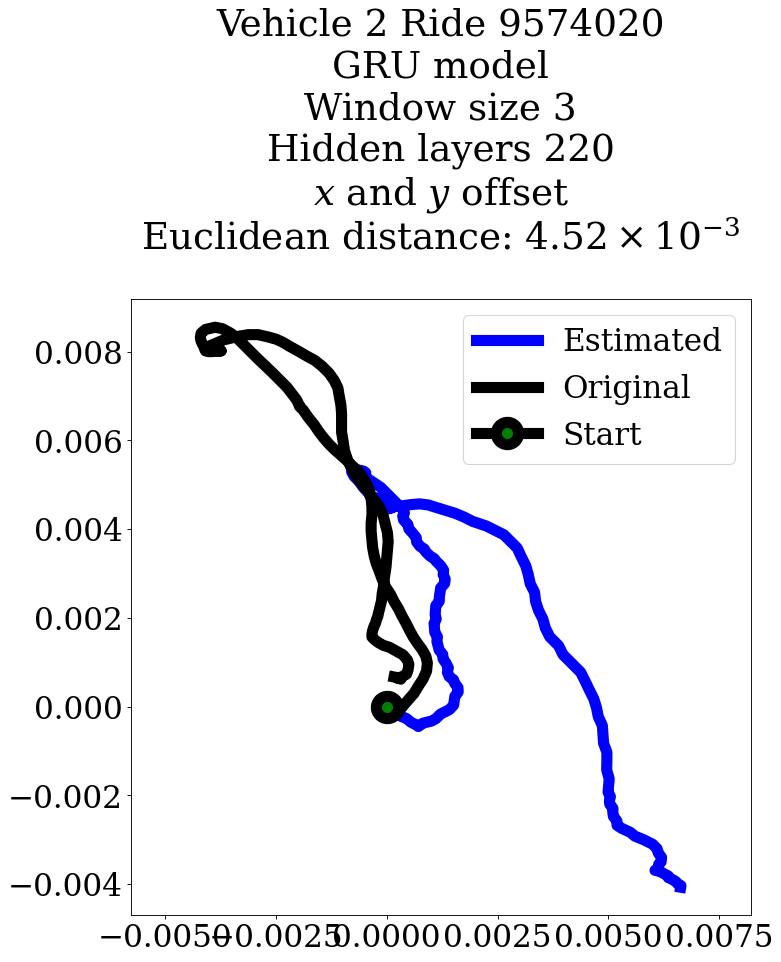 Vehicle 2 Ride 9574020
GRU model
Window size 3
Hidden layers 220
x and y offset
Euclidean distance: 4.52 × 10⁻³
Estimated
Original
Start
0.008
0.006
0.004
0.002
0.000
−0.002
−0.004
−0.0050 −0.0025 0.0000 0.0025 0.0050 0.0075